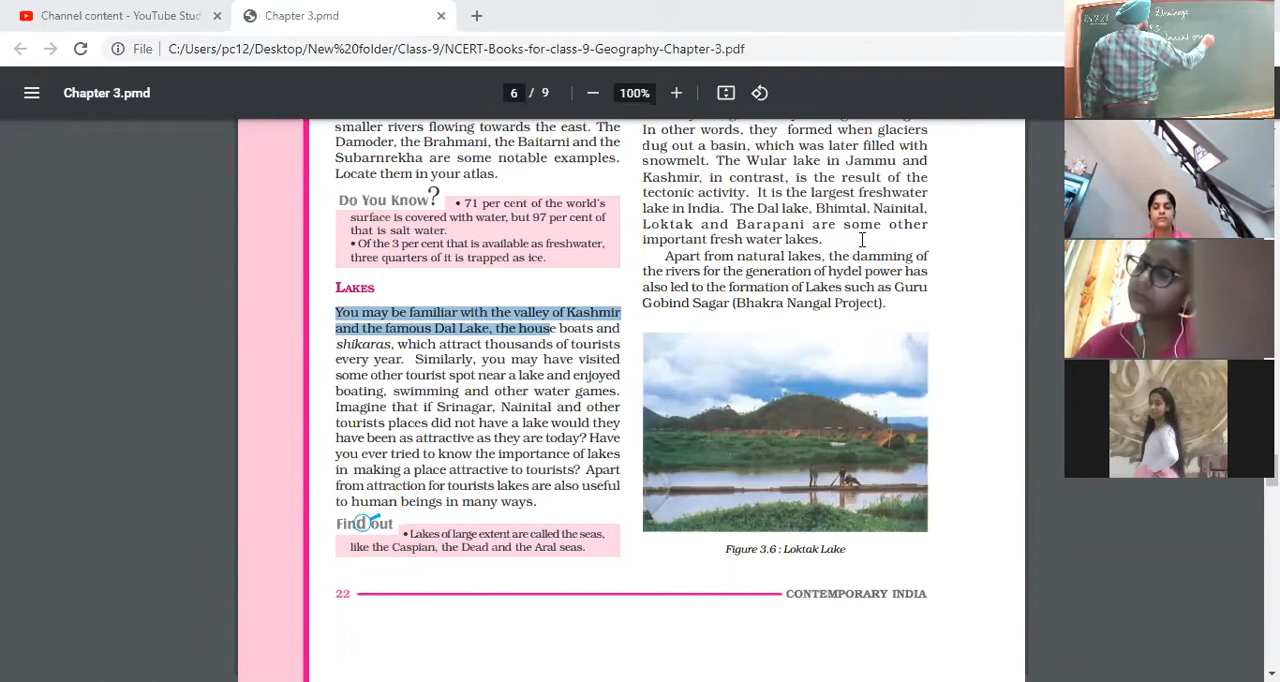 Channel content - YouTube Stud
Chapter 3.pmd
File
C:/Users/pc12/Desktop/New%20folder/Class-9/NCERT-Books-for-class-9-Geography-Chapter-3.pdf
Chapter 3.pmd
6 / 9
100%
smaller rivers flowing towards the east. The
Damoder, the Brahmani, the Baitarni and the
Subarnrekha are some notable examples.
Locate them in your atlas.
Do You Know?
• 71 per cent of the world's
surface is covered with water, but 97 per cent of
that is salt water.
• Of the 3 per cent that is available as freshwater,
three quarters of it is trapped as ice.
LAKES
You may be familiar with the valley of Kashmir
and the famous Dal Lake, the house boats and
shikaras, which attract thousands of tourists
every year. Similarly, you may have visited
some other tourist spot near a lake and enjoyed
boating, swimming and other water games.
Imagine that if Srinagar, Nainital and other
tourists places did not have a lake would they
have been as attractive as they are today? Have
you ever tried to know the importance of lakes
in making a place attractive to tourists? Apart
from attraction for tourists lakes are also useful
to human beings in many ways.
Find out
• Lakes of large extent are called the seas,
like the Caspian, the Dead and the Aral seas.
In other words, they formed when glaciers
dug out a basin, which was later filled with
snowmelt. The Wular lake in Jammu and
Kashmir, in contrast, is the result of the
tectonic activity. It is the largest freshwater
lake in India. The Dal lake, Bhimtal, Nainital,
Loktak and Barapani are some other
important fresh water lakes.
Apart from natural lakes, the damming of
the rivers for the generation of hydel power has
also led to the formation of Lakes such as Guru
Gobind Sagar (Bhakra Nangal Project).
Figure 3.6 : Loktak Lake
22
CONTEMPORARY INDIA
Drainage